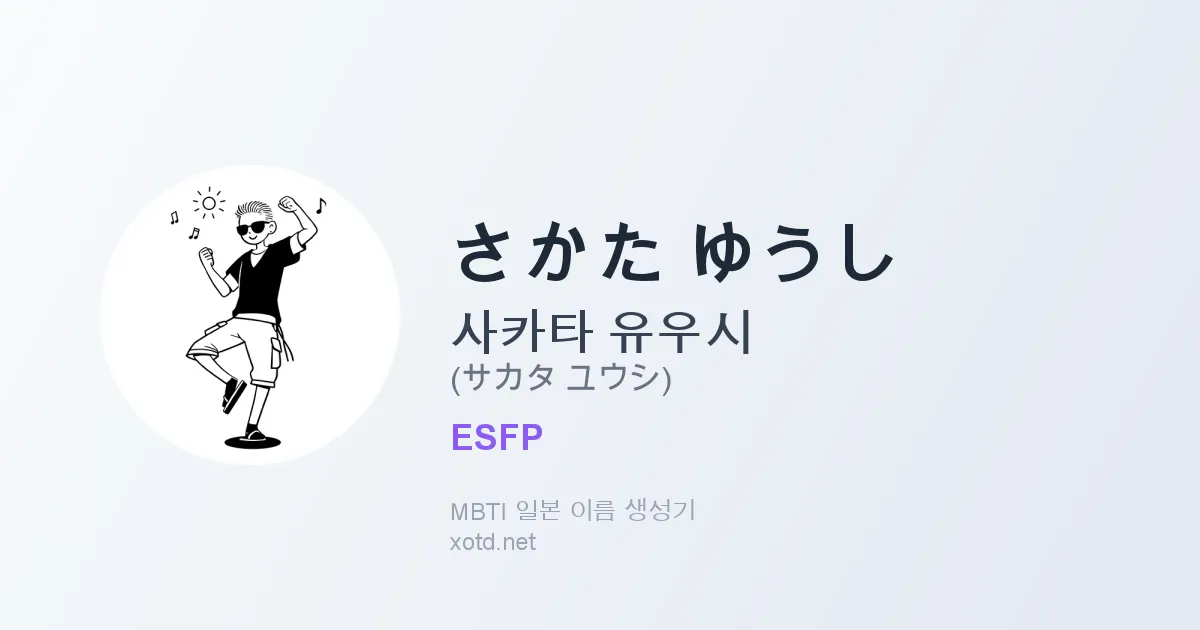 さかた ゆうし
사카타 유우시
(サカタ ユウシ)
ESFP
MBTI 일본 이름 생성기
xotd.net